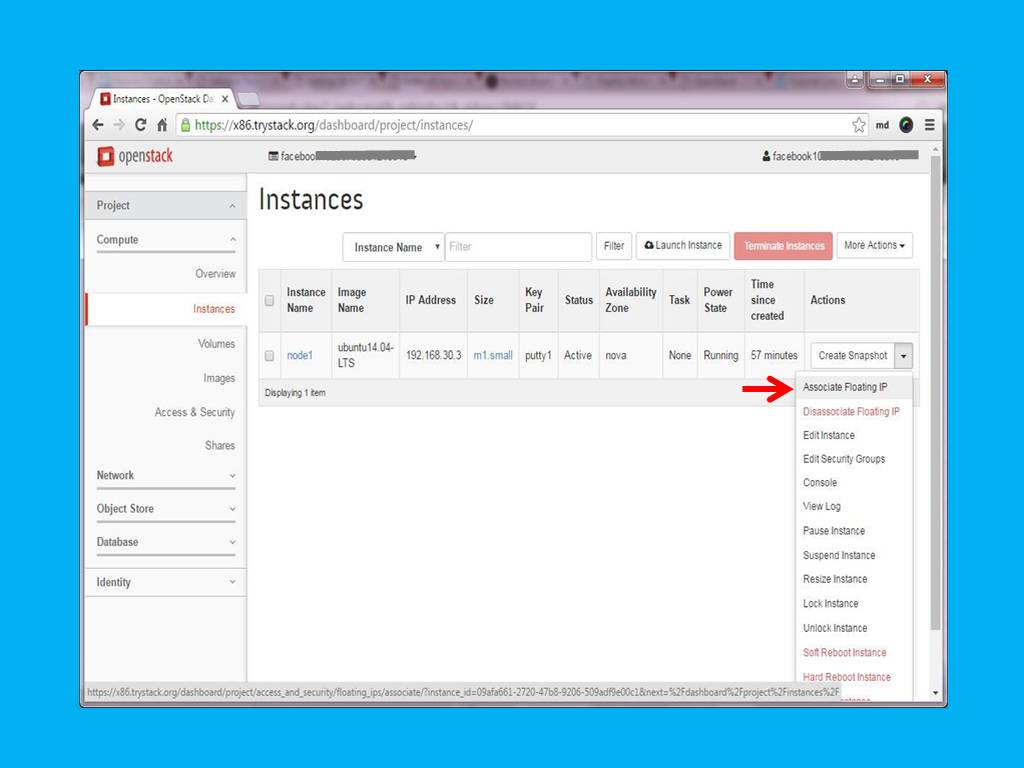 Instances - OpenStack Da
https://x86.trystack.org/dashboard/project/instances/
md
openstack
faceboo
facebook10
Project
Compute
Overview
Instances
Volumes
Images
Access & Security
Shares
Network
Object Store
Database
Identity
Instances
Instance Name Filter Filter Launch Instance Terminate Instances More Actions
Instance Name Image Name IP Address Size Key Pair Status Availability Zone Task Power State Time since created Actions
node1 ubuntu14.04-LTS 192.168.30.3 m1.small putty1 Active nova None Running 57 minutes Create Snapshot
Displaying 1 item
Associate Floating IP
Disassociate Floating IP
Edit Instance
Edit Security Groups
Console
View Log
Pause Instance
Suspend Instance
Resize Instance
Lock Instance
Unlock Instance
Soft Reboot Instance
Hard Reboot Instance
https://x86.trystack.org/dashboard/project/access_and_security/floating_ips/associate/?instance_id=09afa661-2720-47b8-9206-509adf9e00c1&next=%2Fdashboard%2Fproject%2Finstances%2F